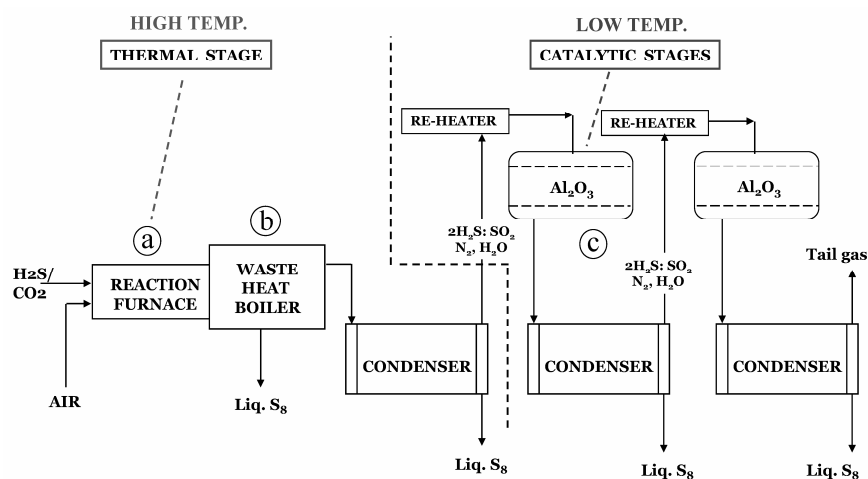 HIGH TEMP.
THERMAL STAGE
LOW TEMP.
CATALYTIC STAGES
RE-HEATER
RE-HEATER
Al₂O₃
Al₂O₃
a
b
c
2H₂S: SO₂
N₂, H₂O
2H₂S: SO₂
N₂, H₂O
Tail gas
H2S/
CO2
REACTION
FURNACE
WASTE
HEAT
BOILER
CONDENSER
CONDENSER
CONDENSER
AIR
Liq. S₈
Liq. S₈
Liq. S₈
Liq. S₈